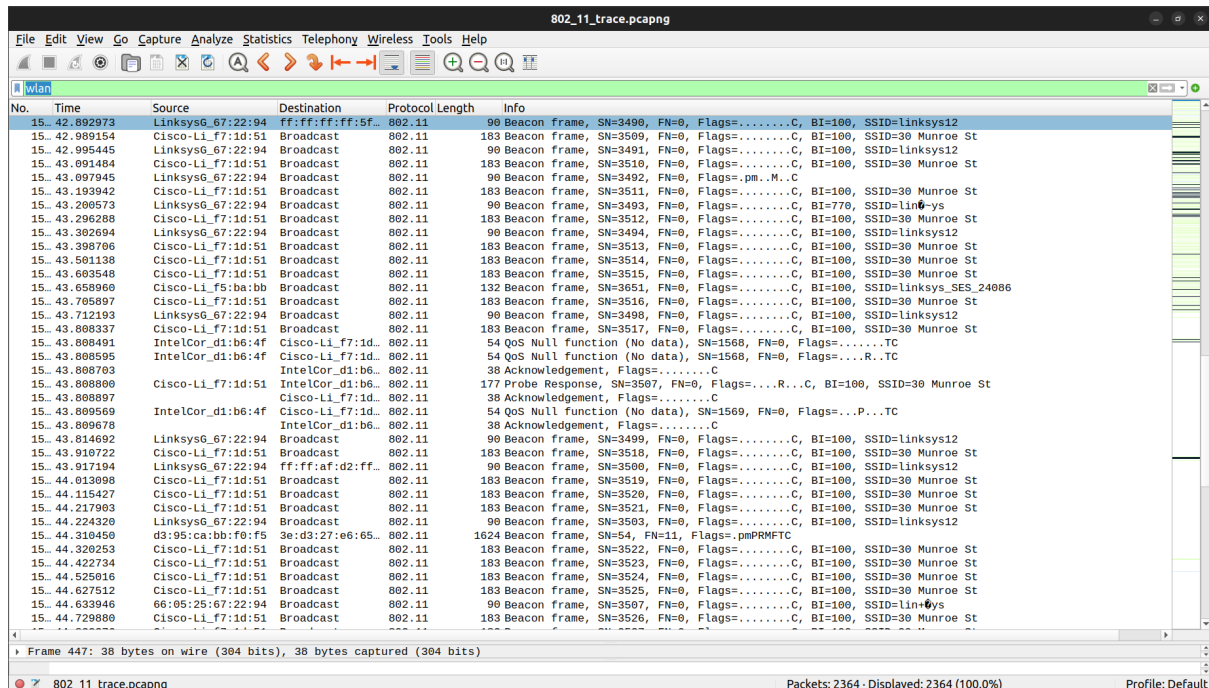 802_11_trace.pcapng
File Edit View Go Capture Analyze Statistics Telephony Wireless Tools Help
wlan
No. Time Source Destination Protocol Length Info
15… 42.892973 LinksysG_67:22:94 ff:ff:ff:ff:5f… 802.11 90 Beacon frame, SN=3490, FN=0, Flags=........C, BI=100, SSID=linksys12
15… 42.989154 Cisco-Li_f7:1d:51 Broadcast 802.11 183 Beacon frame, SN=3509, FN=0, Flags=........C, BI=100, SSID=30 Munroe St
15… 42.995445 LinksysG_67:22:94 Broadcast 802.11 90 Beacon frame, SN=3491, FN=0, Flags=........C, BI=100, SSID=linksys12
15… 43.091484 Cisco-Li_f7:1d:51 Broadcast 802.11 183 Beacon frame, SN=3510, FN=0, Flags=........C, BI=100, SSID=30 Munroe St
15… 43.097945 LinksysG_67:22:94 Broadcast 802.11 90 Beacon frame, SN=3492, FN=0, Flags=.pm..M..C
15… 43.193942 Cisco-Li_f7:1d:51 Broadcast 802.11 183 Beacon frame, SN=3511, FN=0, Flags=........C, BI=100, SSID=30 Munroe St
15… 43.200573 LinksysG_67:22:94 Broadcast 802.11 90 Beacon frame, SN=3493, FN=0, Flags=........C, BI=770, SSID=lin�~ys
15… 43.296288 Cisco-Li_f7:1d:51 Broadcast 802.11 183 Beacon frame, SN=3512, FN=0, Flags=........C, BI=100, SSID=30 Munroe St
15… 43.302694 LinksysG_67:22:94 Broadcast 802.11 90 Beacon frame, SN=3494, FN=0, Flags=........C, BI=100, SSID=linksys12
15… 43.398706 Cisco-Li_f7:1d:51 Broadcast 802.11 183 Beacon frame, SN=3513, FN=0, Flags=........C, BI=100, SSID=30 Munroe St
15… 43.501138 Cisco-Li_f7:1d:51 Broadcast 802.11 183 Beacon frame, SN=3514, FN=0, Flags=........C, BI=100, SSID=30 Munroe St
15… 43.603548 Cisco-Li_f7:1d:51 Broadcast 802.11 183 Beacon frame, SN=3515, FN=0, Flags=........C, BI=100, SSID=30 Munroe St
15… 43.658960 Cisco-Li_f5:ba:bb Broadcast 802.11 132 Beacon frame, SN=3651, FN=0, Flags=........C, BI=100, SSID=linksys_SES_24086
15… 43.705897 Cisco-Li_f7:1d:51 Broadcast 802.11 183 Beacon frame, SN=3516, FN=0, Flags=........C, BI=100, SSID=30 Munroe St
15… 43.712193 LinksysG_67:22:94 Broadcast 802.11 90 Beacon frame, SN=3498, FN=0, Flags=........C, BI=100, SSID=linksys12
15… 43.808337 Cisco-Li_f7:1d:51 Broadcast 802.11 183 Beacon frame, SN=3517, FN=0, Flags=........C, BI=100, SSID=30 Munroe St
15… 43.808491 IntelCor_d1:b6:4f Cisco-Li_f7:1d… 802.11 54 QoS Null function (No data), SN=1568, FN=0, Flags=.......TC
15… 43.808595 IntelCor_d1:b6:4f Cisco-Li_f7:1d… 802.11 54 QoS Null function (No data), SN=1568, FN=0, Flags=....R..TC
15… 43.808703 IntelCor_d1:b6… 802.11 38 Acknowledgement, Flags=........C
15… 43.808800 Cisco-Li_f7:1d:51 IntelCor_d1:b6… 802.11 177 Probe Response, SN=3507, FN=0, Flags=....R...C, BI=100, SSID=30 Munroe St
15… 43.808897 Cisco-Li_f7:1d… 802.11 38 Acknowledgement, Flags=........C
15… 43.809569 IntelCor_d1:b6:4f Cisco-Li_f7:1d… 802.11 54 QoS Null function (No data), SN=1569, FN=0, Flags=...P...TC
15… 43.809678 IntelCor_d1:b6… 802.11 38 Acknowledgement, Flags=........C
15… 43.814692 LinksysG_67:22:94 Broadcast 802.11 90 Beacon frame, SN=3499, FN=0, Flags=........C, BI=100, SSID=linksys12
15… 43.910722 Cisco-Li_f7:1d:51 Broadcast 802.11 183 Beacon frame, SN=3518, FN=0, Flags=........C, BI=100, SSID=30 Munroe St
15… 43.917194 LinksysG_67:22:94 ff:ff:af:d2:ff… 802.11 90 Beacon frame, SN=3500, FN=0, Flags=........C, BI=100, SSID=linksys12
15… 44.013098 Cisco-Li_f7:1d:51 Broadcast 802.11 183 Beacon frame, SN=3519, FN=0, Flags=........C, BI=100, SSID=30 Munroe St
15… 44.115427 Cisco-Li_f7:1d:51 Broadcast 802.11 183 Beacon frame, SN=3520, FN=0, Flags=........C, BI=100, SSID=30 Munroe St
15… 44.217903 Cisco-Li_f7:1d:51 Broadcast 802.11 183 Beacon frame, SN=3521, FN=0, Flags=........C, BI=100, SSID=30 Munroe St
15… 44.224320 LinksysG_67:22:94 Broadcast 802.11 90 Beacon frame, SN=3503, FN=0, Flags=........C, BI=100, SSID=linksys12
15… 44.310450 d3:95:ca:bb:f0:f5 3e:d3:27:e6:65… 802.11 1624 Beacon frame, SN=54, FN=11, Flags=.pmPRMFTC
15… 44.320253 Cisco-Li_f7:1d:51 Broadcast 802.11 183 Beacon frame, SN=3522, FN=0, Flags=........C, BI=100, SSID=30 Munroe St
15… 44.422734 Cisco-Li_f7:1d:51 Broadcast 802.11 183 Beacon frame, SN=3523, FN=0, Flags=........C, BI=100, SSID=30 Munroe St
15… 44.525016 Cisco-Li_f7:1d:51 Broadcast 802.11 183 Beacon frame, SN=3524, FN=0, Flags=........C, BI=100, SSID=30 Munroe St
15… 44.627512 Cisco-Li_f7:1d:51 Broadcast 802.11 183 Beacon frame, SN=3525, FN=0, Flags=........C, BI=100, SSID=30 Munroe St
15… 44.633946 66:05:25:67:22:94 Broadcast 802.11 90 Beacon frame, SN=3507, FN=0, Flags=........C, BI=100, SSID=lin+�ys
15… 44.729880 Cisco-Li_f7:1d:51 Broadcast 802.11 183 Beacon frame, SN=3526, FN=0, Flags=........C, BI=100, SSID=30 Munroe St
Frame 447: 38 bytes on wire (304 bits), 38 bytes captured (304 bits)
802_11_trace.pcapng Packets: 2364 · Displayed: 2364 (100.0%) Profile: Default